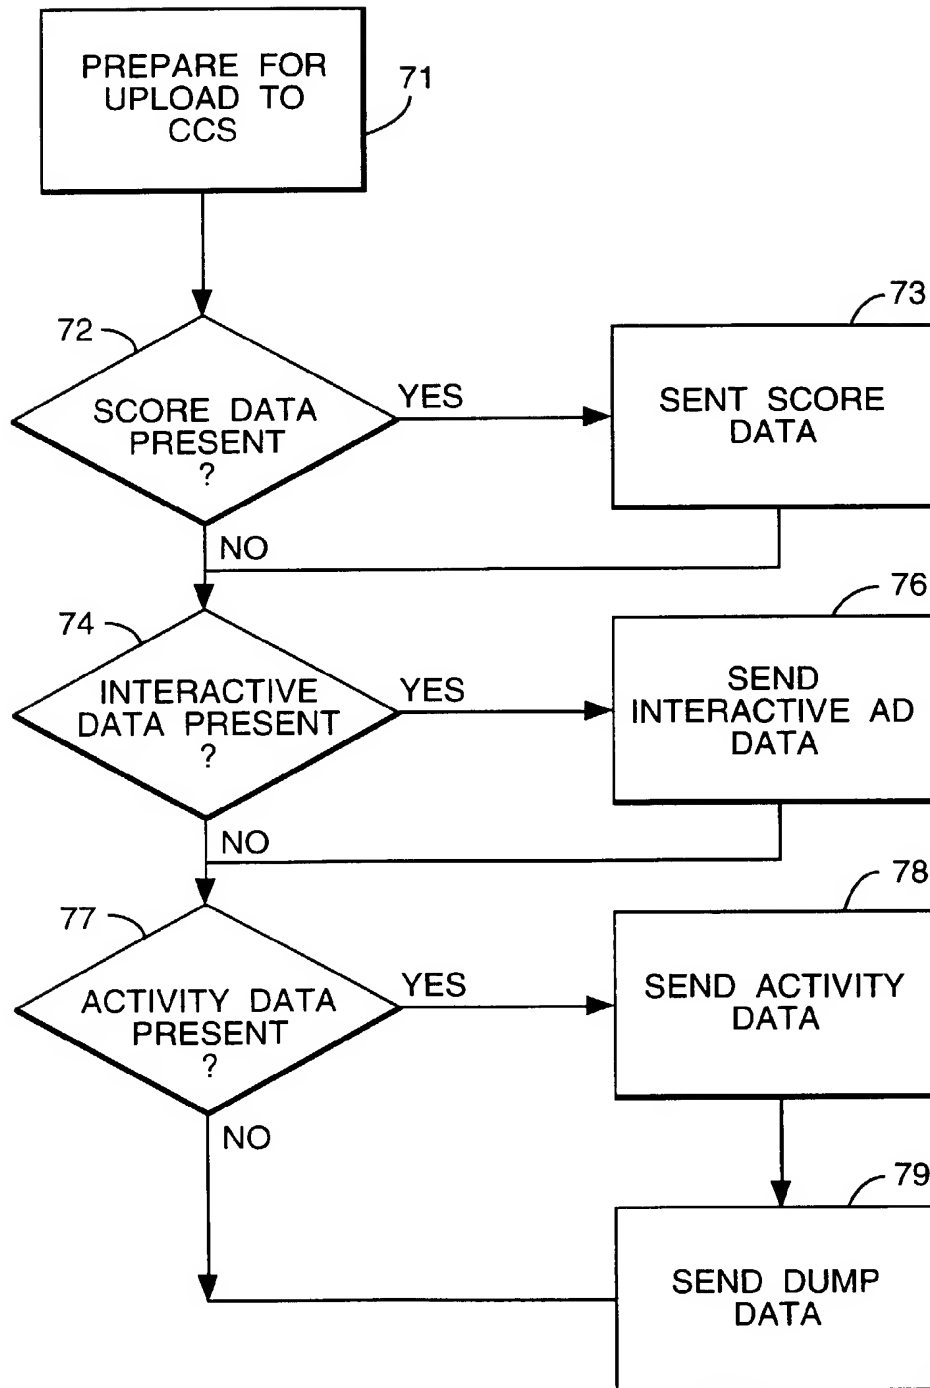 PREPARE FOR
UPLOAD TO
CCS
71
72
SCORE DATA
PRESENT
?
YES
NO
73
SENT SCORE
DATA
74
INTERACTIVE
DATA PRESENT
?
YES
NO
76
SEND
INTERACTIVE AD
DATA
77
ACTIVITY DATA
PRESENT
?
YES
NO
78
SEND ACTIVITY
DATA
79
SEND DUMP
DATA